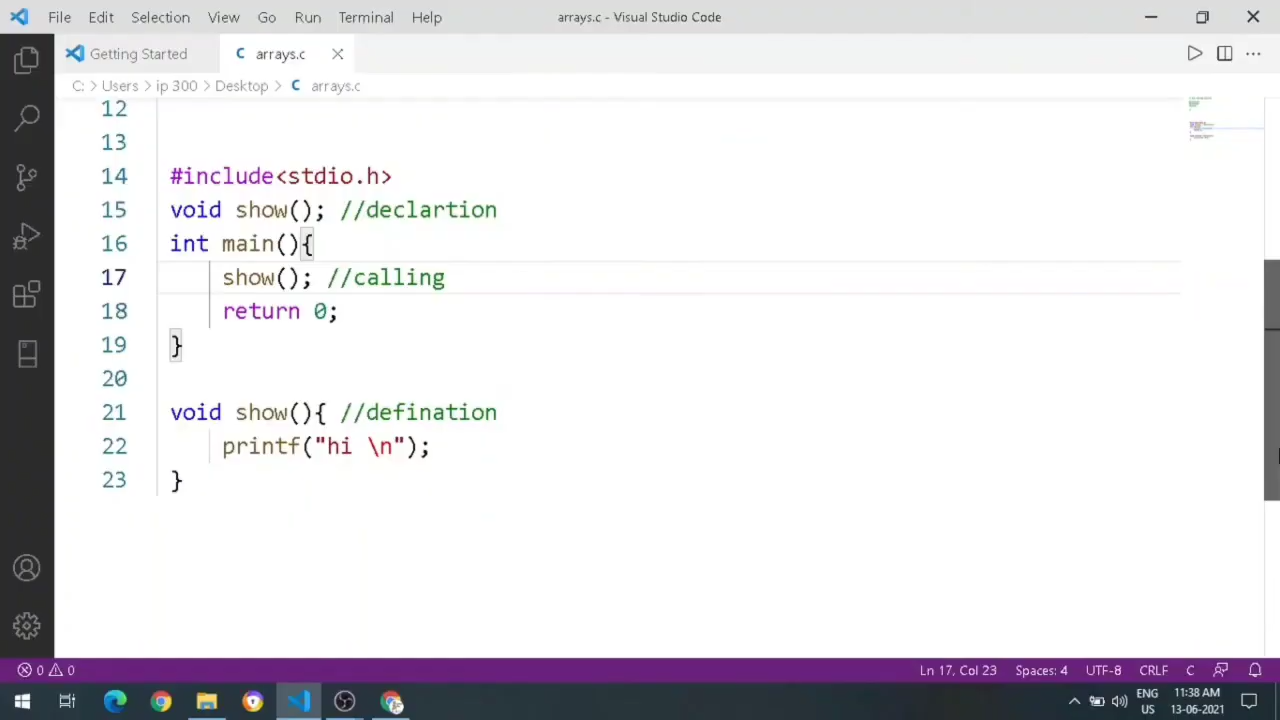 File Edit Selection View Go Run Terminal Help arrays.c - Visual Studio Code
Getting Started C arrays.c
C: > Users > ip 300 > Desktop > C arrays.c
12
13
14 #include<stdio.h>
15 void show(); //declartion
16 int main(){
17 show(); //calling
18 return 0;
19 }
20
21 void show(){ //defination
22 printf("hi \n");
23 }
0 0 Ln 17, Col 23 Spaces: 4 UTF-8 CRLF C
ENG 11:38 AM
US 13-06-2021